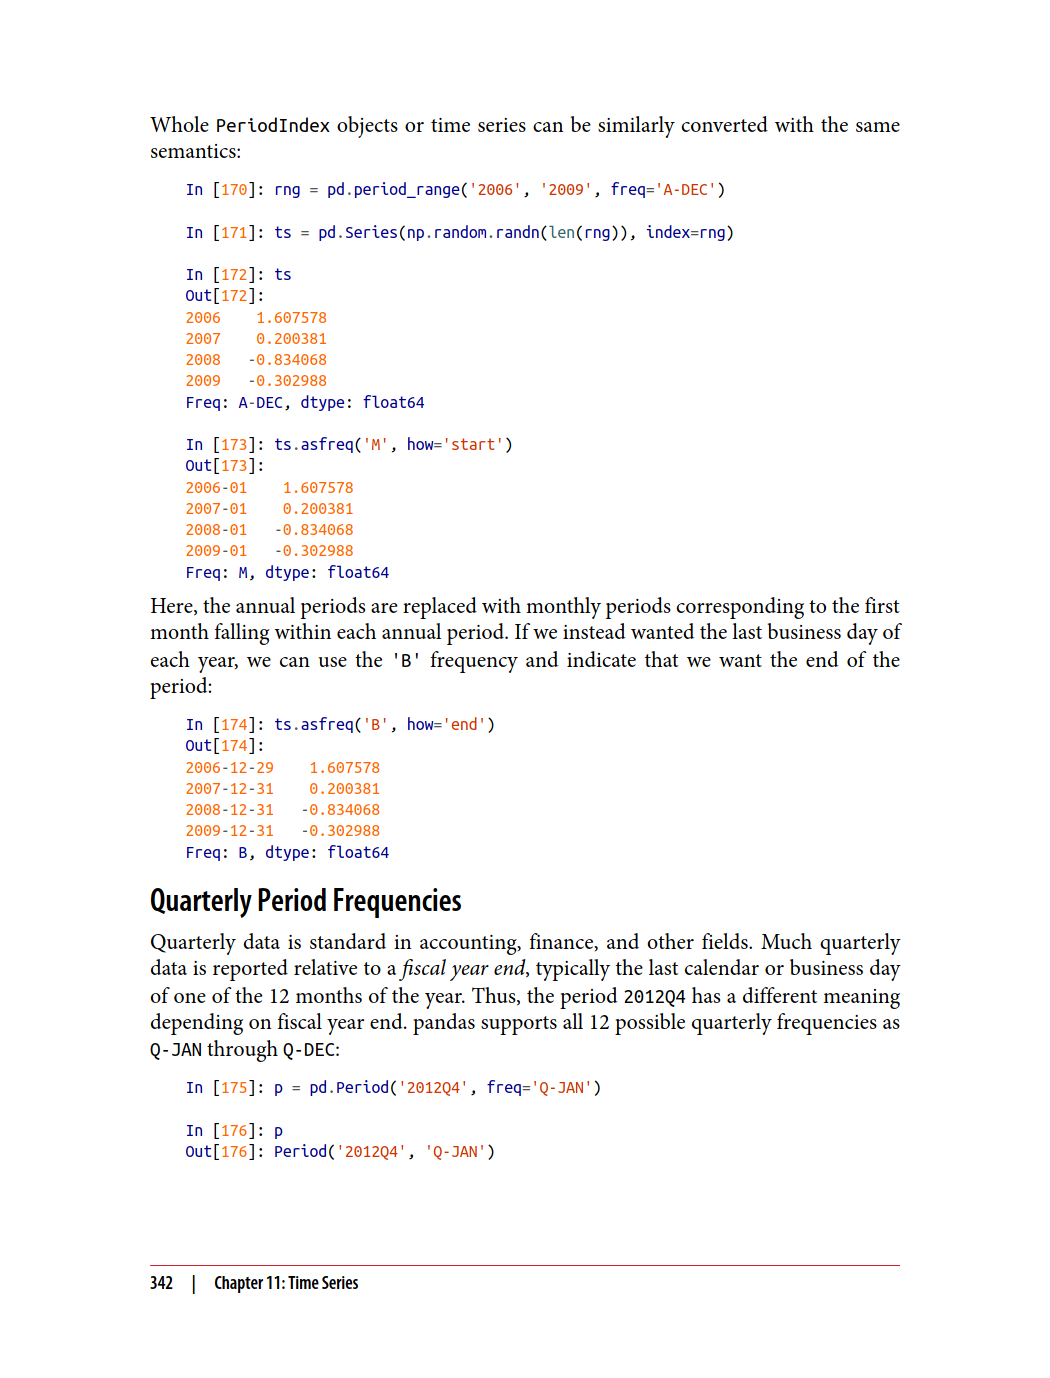 Whole PeriodIndex objects or time series can be similarly converted with the same
semantics:
In [170]: rng = pd.period_range('2006', '2009', freq='A-DEC')
In [171]: ts = pd.Series(np.random.randn(len(rng)), index=rng)
In [172]: ts
Out[172]:
2006    1.607578
2007    0.200381
2008   -0.834068
2009   -0.302988
Freq: A-DEC, dtype: float64
In [173]: ts.asfreq('M', how='start')
Out[173]:
2006-01    1.607578
2007-01    0.200381
2008-01   -0.834068
2009-01   -0.302988
Freq: M, dtype: float64
Here, the annual periods are replaced with monthly periods corresponding to the first
month falling within each annual period. If we instead wanted the last business day of
each year, we can use the 'B' frequency and indicate that we want the end of the
period:
In [174]: ts.asfreq('B', how='end')
Out[174]:
2006-12-29    1.607578
2007-12-31    0.200381
2008-12-31   -0.834068
2009-12-31   -0.302988
Freq: B, dtype: float64
Quarterly Period Frequencies
Quarterly data is standard in accounting, finance, and other fields. Much quarterly
data is reported relative to a fiscal year end, typically the last calendar or business day
of one of the 12 months of the year. Thus, the period 2012Q4 has a different meaning
depending on fiscal year end. pandas supports all 12 possible quarterly frequencies as
Q-JAN through Q-DEC:
In [175]: p = pd.Period('2012Q4', freq='Q-JAN')
In [176]: p
Out[176]: Period('2012Q4', 'Q-JAN')
342 | Chapter 11: Time Series